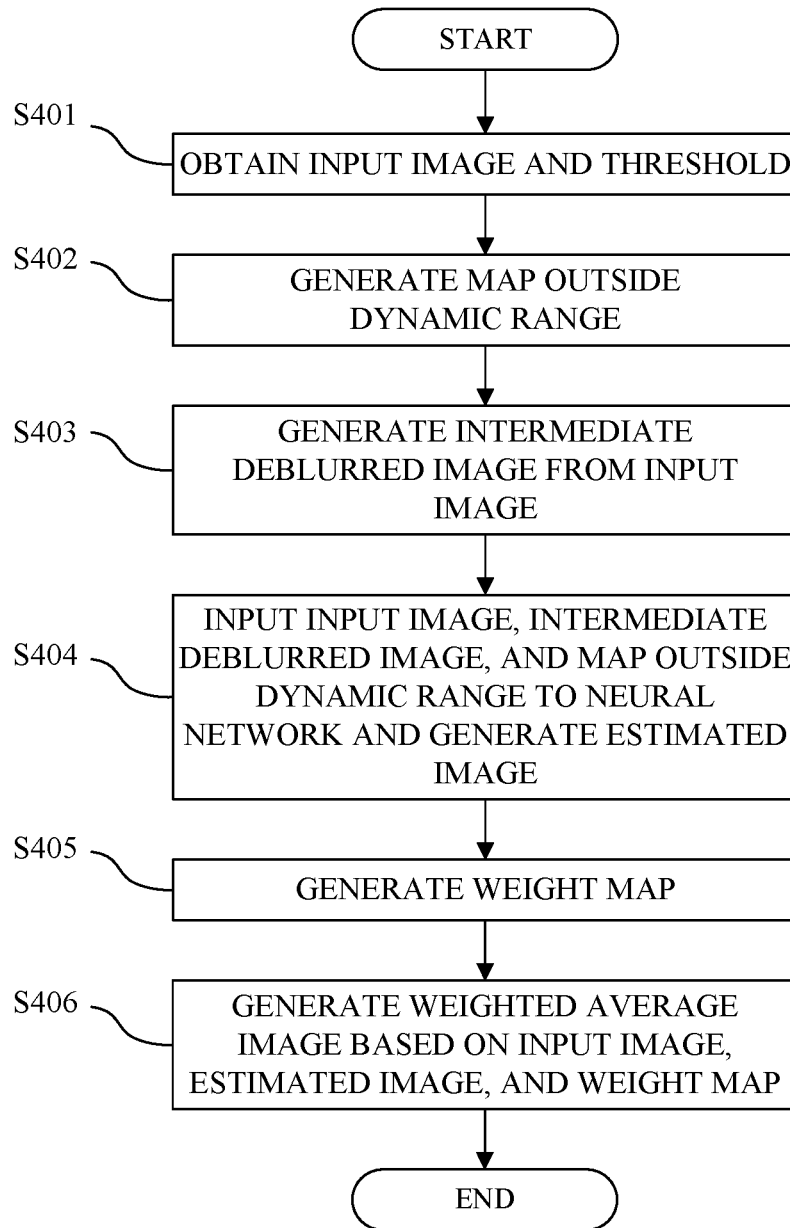 START
S401
OBTAIN INPUT IMAGE AND THRESHOLD
S402
GENERATE MAP OUTSIDE
DYNAMIC RANGE
S403
GENERATE INTERMEDIATE
DEBLURRED IMAGE FROM INPUT
IMAGE
S404
INPUT INPUT IMAGE, INTERMEDIATE
DEBLURRED IMAGE, AND MAP OUTSIDE
DYNAMIC RANGE TO NEURAL
NETWORK AND GENERATE ESTIMATED
IMAGE
S405
GENERATE WEIGHT MAP
S406
GENERATE WEIGHTED AVERAGE
IMAGE BASED ON INPUT IMAGE,
ESTIMATED IMAGE, AND WEIGHT MAP
END